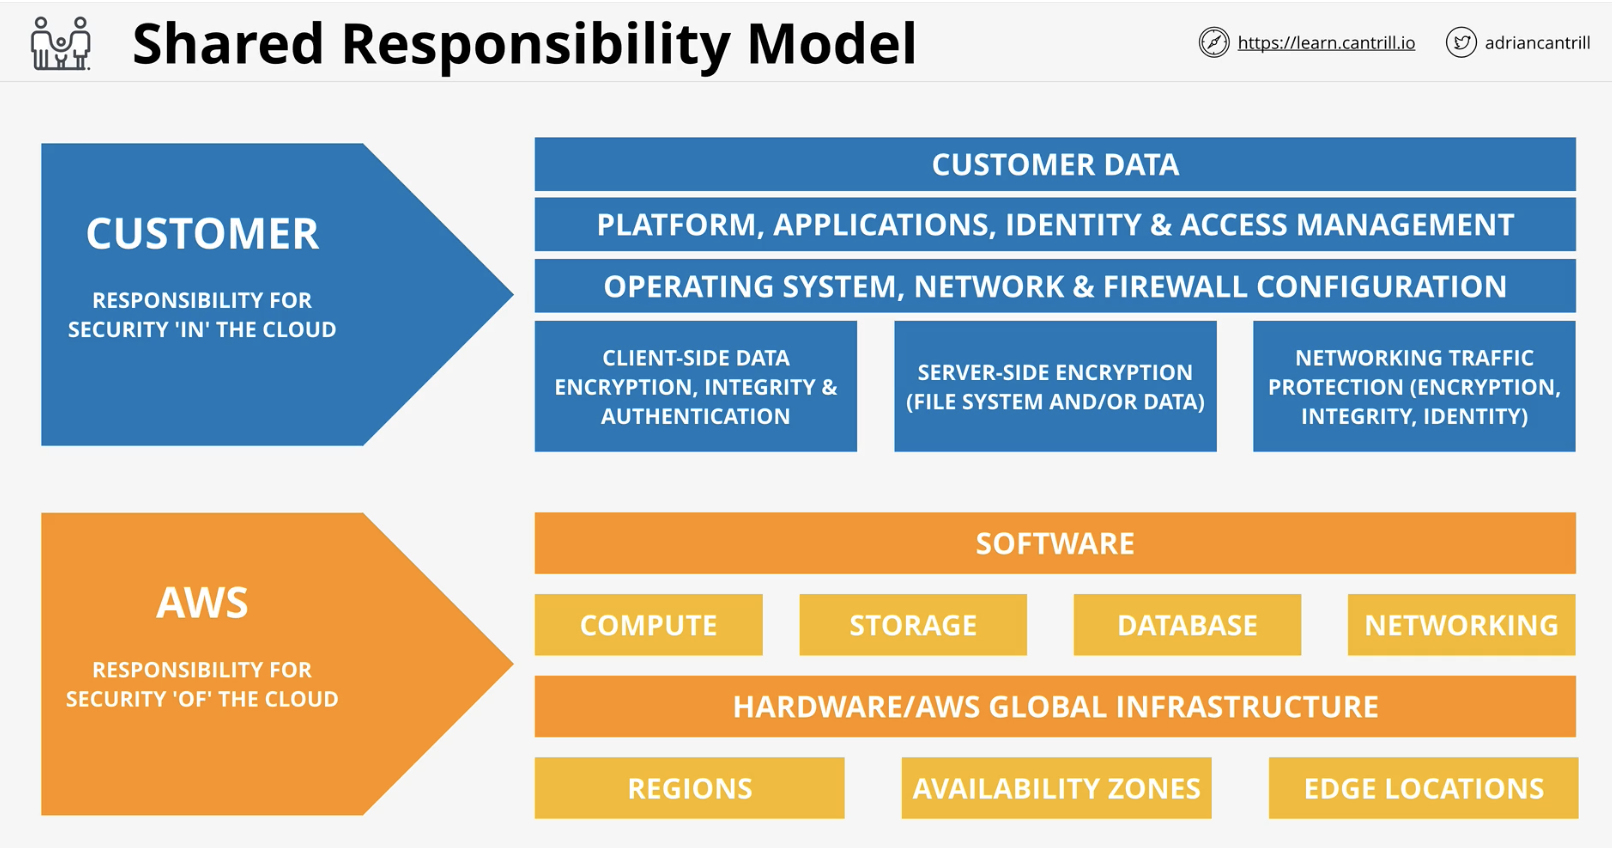 Shared Responsibility Model
https://learn.cantrill.io
adriancantrill
CUSTOMER
RESPONSIBILITY FOR
SECURITY 'IN' THE CLOUD
CUSTOMER DATA
PLATFORM, APPLICATIONS, IDENTITY & ACCESS MANAGEMENT
OPERATING SYSTEM, NETWORK & FIREWALL CONFIGURATION
CLIENT-SIDE DATA
ENCRYPTION, INTEGRITY &
AUTHENTICATION
SERVER-SIDE ENCRYPTION
(FILE SYSTEM AND/OR DATA)
NETWORKING TRAFFIC
PROTECTION (ENCRYPTION,
INTEGRITY, IDENTITY)
AWS
RESPONSIBILITY FOR
SECURITY 'OF' THE CLOUD
SOFTWARE
COMPUTE
STORAGE
DATABASE
NETWORKING
HARDWARE/AWS GLOBAL INFRASTRUCTURE
REGIONS
AVAILABILITY ZONES
EDGE LOCATIONS